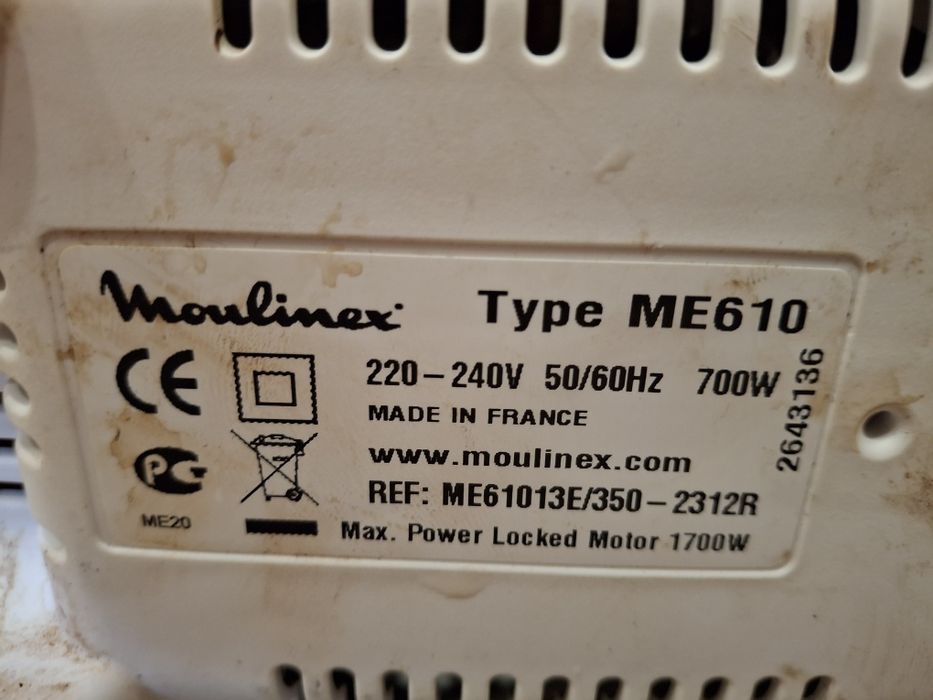 Moulinex Type ME610
CE
220-240V 50/60Hz 700W
MADE IN FRANCE
www.moulinex.com
PG
REF: ME61013E/350-2312R
ME20
Max. Power Locked Motor 1700W
2643136